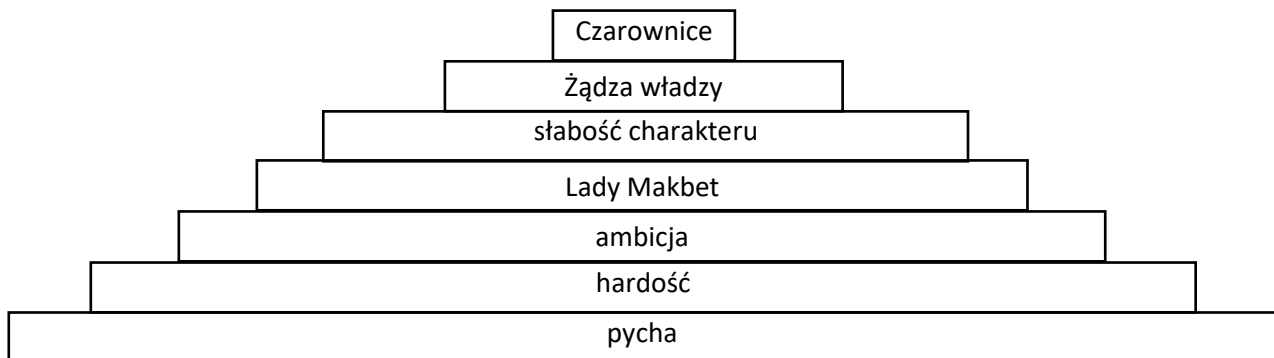 Czarownice
Żądza władzy
słabość charakteru
Lady Makbet
ambicja
hardość
pycha